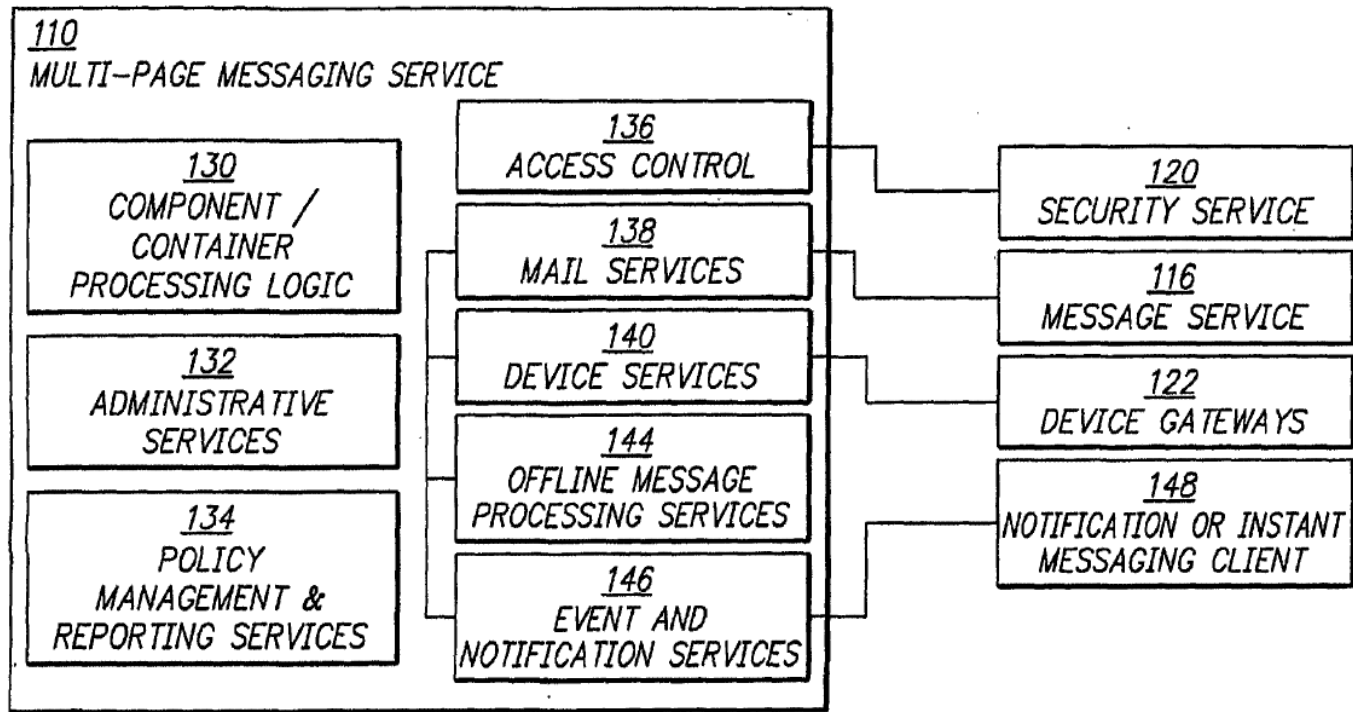 110
MULTI-PAGE MESSAGING SERVICE
130
COMPONENT /
CONTAINER
PROCESSING LOGIC
132
ADMINISTRATIVE
SERVICES
134
POLICY
MANAGEMENT &
REPORTING SERVICES
136
ACCESS CONTROL
138
MAIL SERVICES
140
DEVICE SERVICES
144
OFFLINE MESSAGE
PROCESSING SERVICES
146
EVENT AND
NOTIFICATION SERVICES
120
SECURITY SERVICE
116
MESSAGE SERVICE
122
DEVICE GATEWAYS
148
NOTIFICATION OR INSTANT
MESSAGING CLIENT